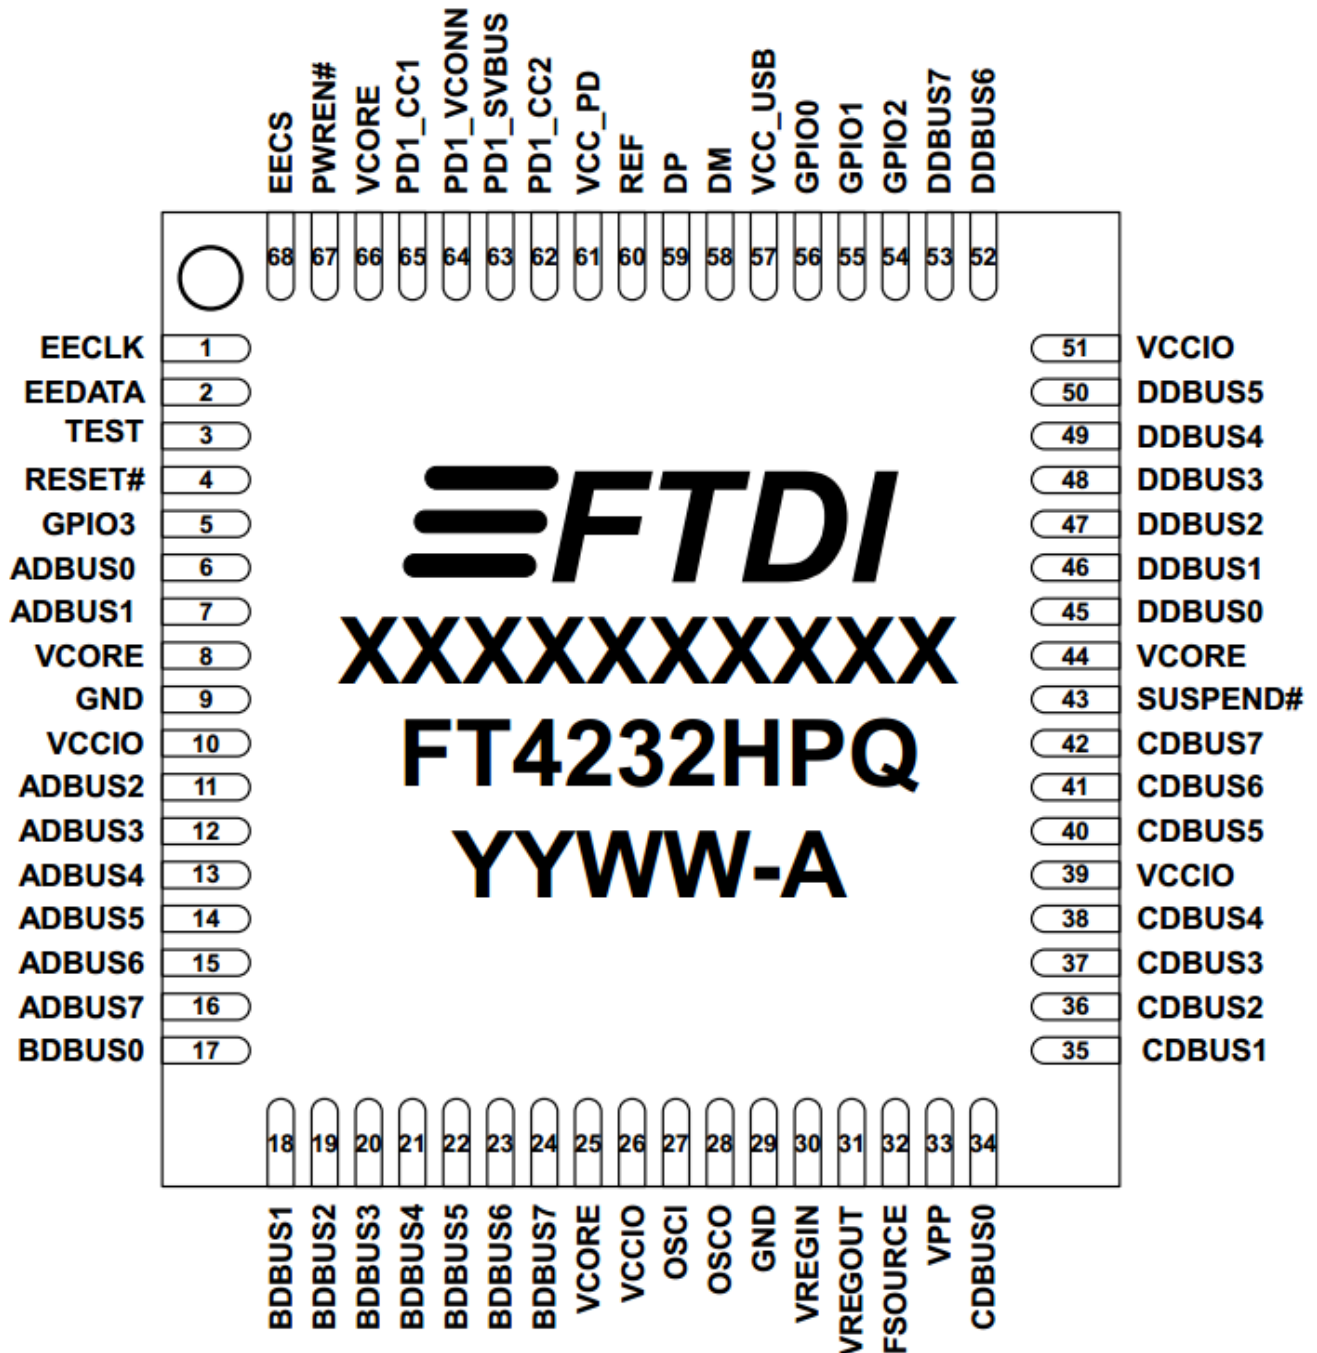 EECS
PWREN#
VCORE
PD1_CC1
PD1_VCONN
PD1_SVBUS
PD1_CC2
VCC_PD
REF
DP
DM
VCC_USB
GPIO0
GPIO1
GPIO2
DDBUS7
DDBUS6
68 67 66 65 64 63 62 61 60 59 58 57 56 55 54 53 52
EECLK 1
EEDATA 2
TEST 3
RESET# 4
GPIO3 5
ADBUS0 6
ADBUS1 7
VCORE 8
GND 9
VCCIO 10
ADBUS2 11
ADBUS3 12
ADBUS4 13
ADBUS5 14
ADBUS6 15
ADBUS7 16
BDBUS0 17
FTDI
XXXXXXXXXX
FT4232HPQ
YYWW-A
51 VCCIO
50 DDBUS5
49 DDBUS4
48 DDBUS3
47 DDBUS2
46 DDBUS1
45 DDBUS0
44 VCORE
43 SUSPEND#
42 CDBUS7
41 CDBUS6
40 CDBUS5
39 VCCIO
38 CDBUS4
37 CDBUS3
36 CDBUS2
35 CDBUS1
18 19 20 21 22 23 24 25 26 27 28 29 30 31 32 33 34
BDBUS1
BDBUS2
BDBUS3
BDBUS4
BDBUS5
BDBUS6
BDBUS7
VCORE
VCCIO
OSCI
OSCO
GND
VREGIN
VREGOUT
FSOURCE
VPP
CDBUS0